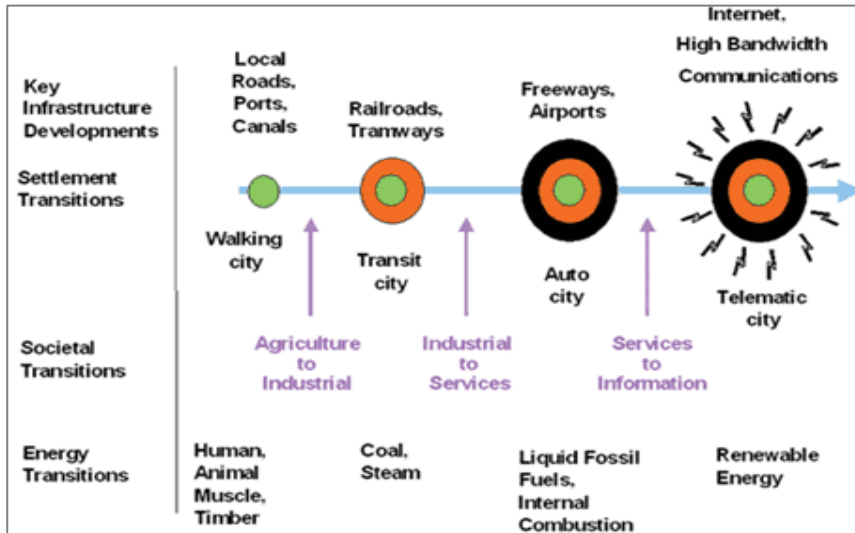 Key
Infrastructure
Developments
Local
Roads,
Ports,
Canals
Railroads,
Tramways
Freeways,
Airports
Internet,
High Bandwidth
Communications
Settlement
Transitions
Walking
city
Transit
city
Auto
city
Telematic
city
Societal
Transitions
Agriculture
to
Industrial
Industrial
to
Services
Services
to
Information
Energy
Transitions
Human,
Animal
Muscle,
Timber
Coal,
Steam
Liquid Fossil
Fuels,
Internal
Combustion
Renewable
Energy